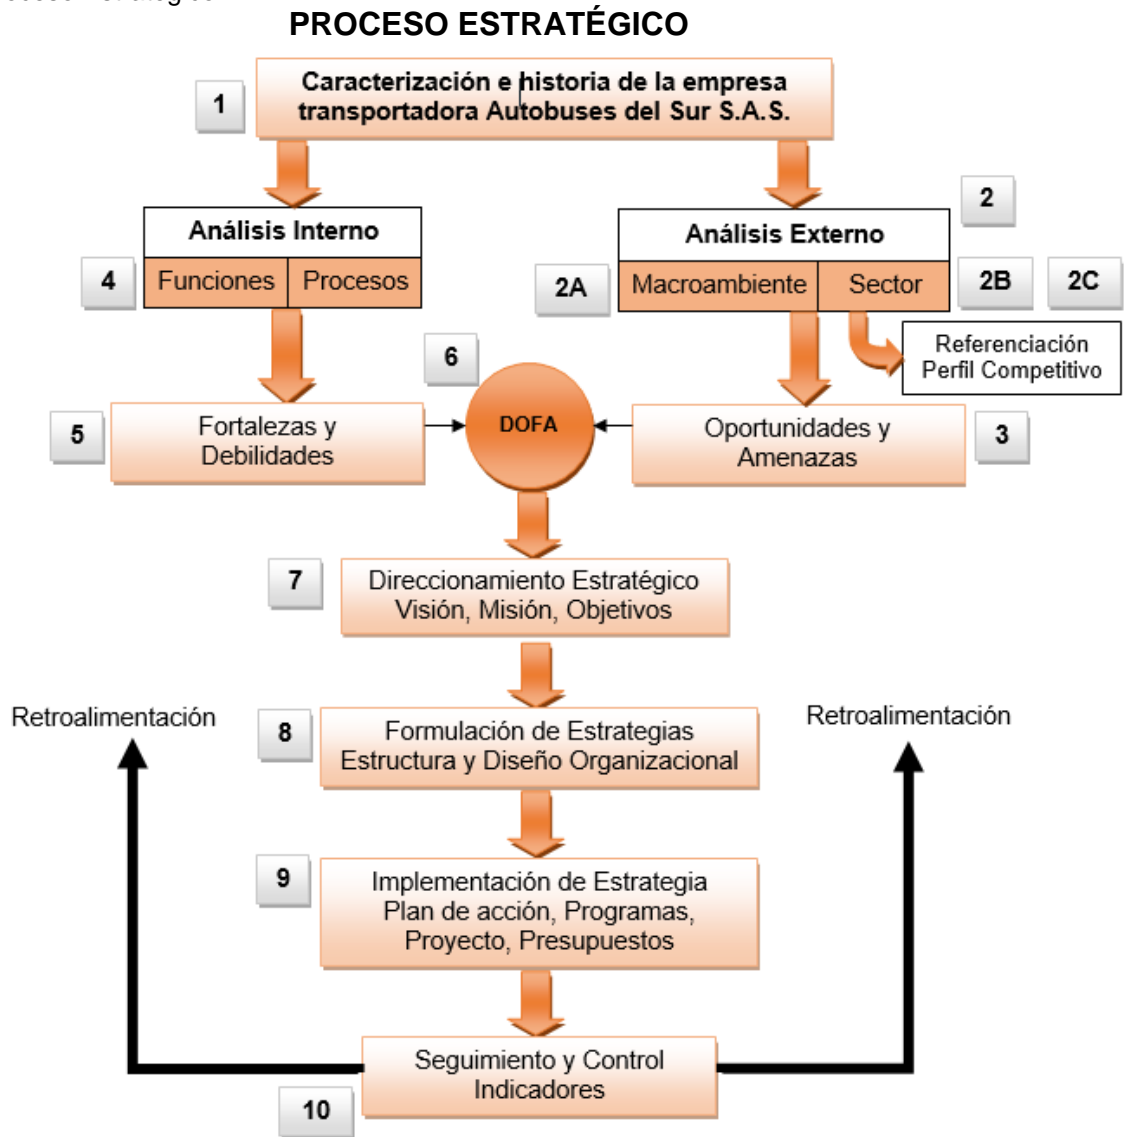 PROCESO ESTRATÉGICO
1
Caracterización e historia de la empresa
transportadora Autobuses del Sur S.A.S.
2
Análisis Interno
Análisis Externo
4
Funciones
Procesos
2A
Macroambiente
Sector
2B
2C
Referenciación
Perfil Competitivo
6
5
Fortalezas y
Debilidades
DOFA
Oportunidades y
Amenazas
3
7
Direccionamiento Estratégico
Visión, Misión, Objetivos
Retroalimentación
8
Formulación de Estrategias
Estructura y Diseño Organizacional
Retroalimentación
9
Implementación de Estrategia
Plan de acción, Programas,
Proyecto, Presupuestos
Seguimiento y Control
Indicadores
10